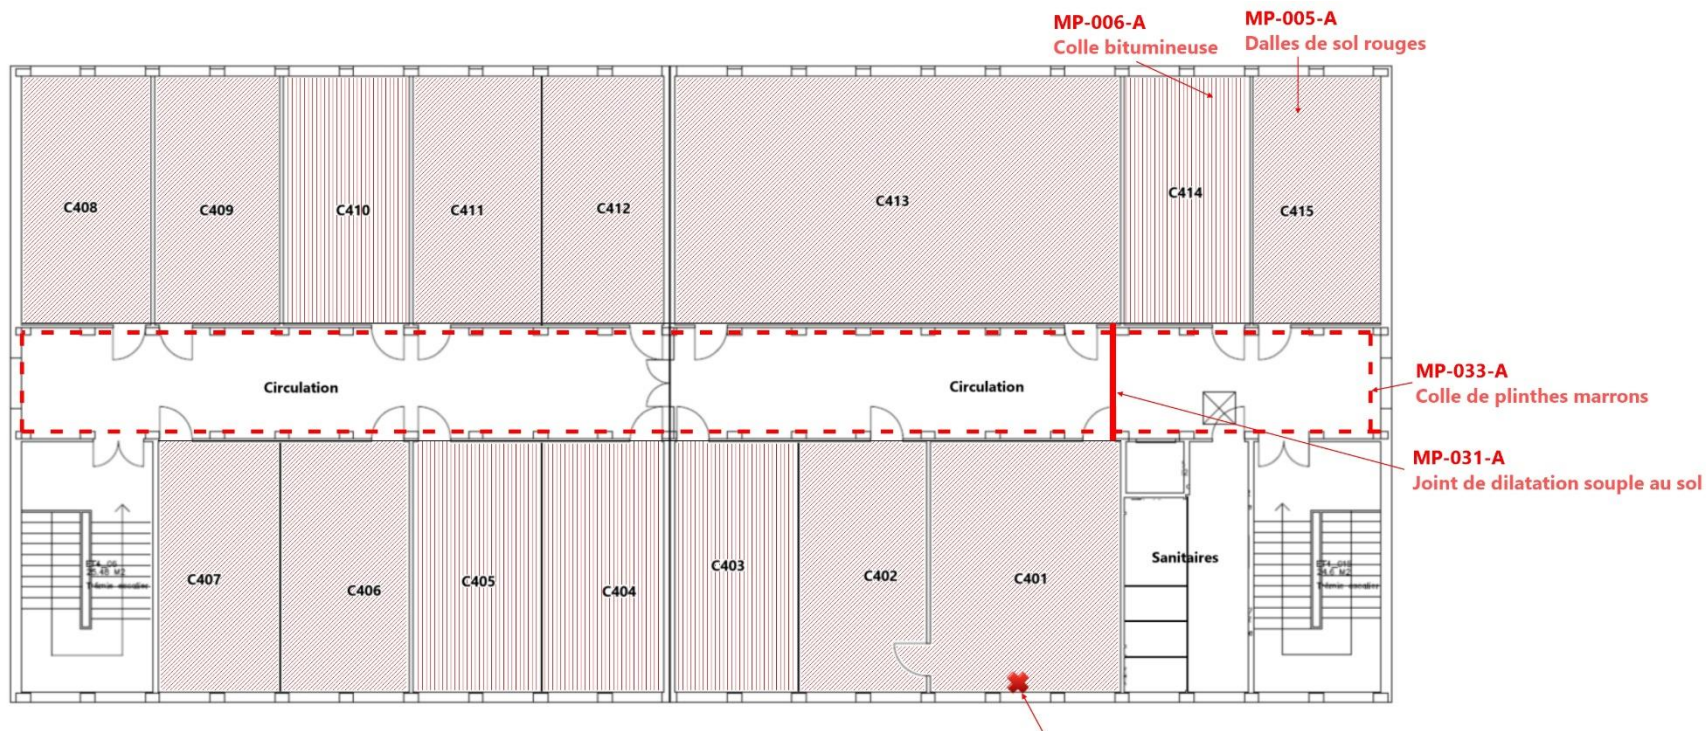 MP-006-A
Colle bitumineuse
MP-005-A
Dalles de sol rouges
C408
C409
C410
C411
C412
C413
C414
C415
Circulation
Circulation
MP-033-A
Colle de plinthes marrons
MP-031-A
Joint de dilatation souple au sol
C407
C406
C405
C404
C403
C402
C401
Sanitaires